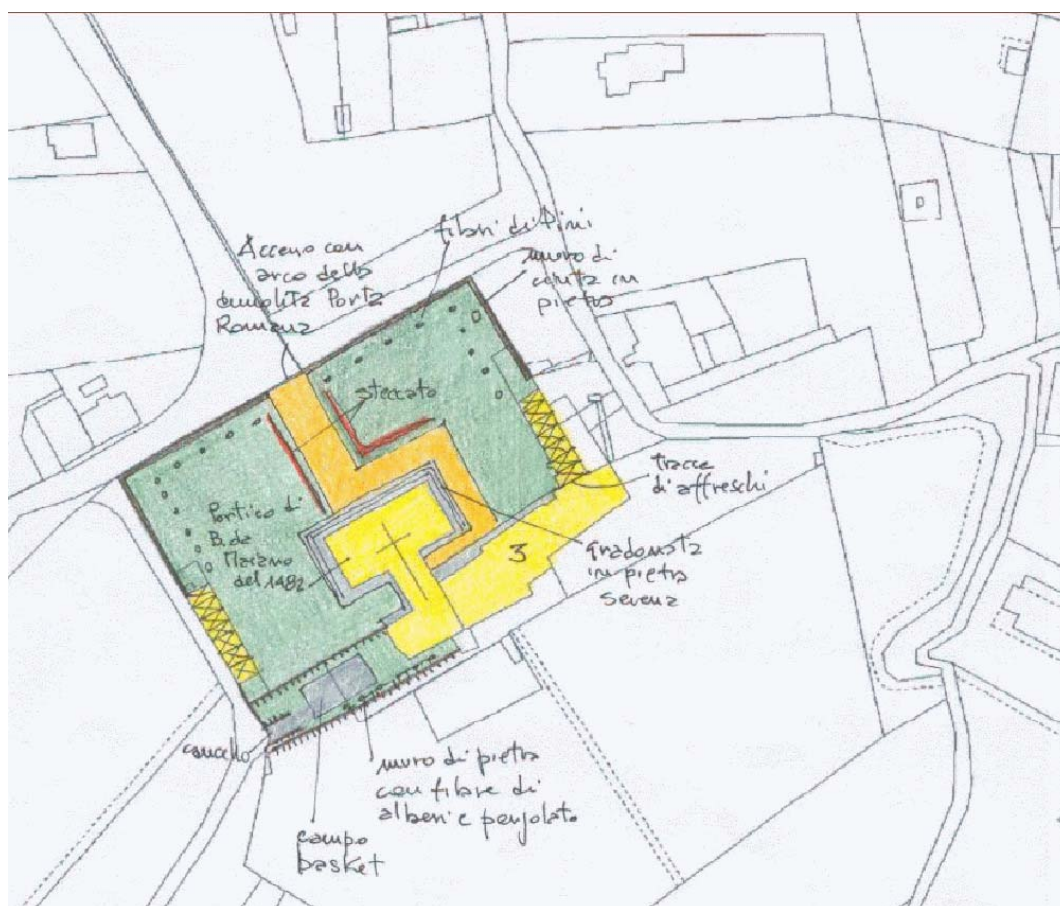 Accesso con
arco della
demolita Porta
Romana
filari di Pini
muro di
cinta in
pietra
steccato
Portico di
B. da
Mariano
del 1482
tracce
di affreschi
3
gradonata
in pietra
serena
cancello
muro di pietra
con filare di
alberi e pergolato
campo
basket